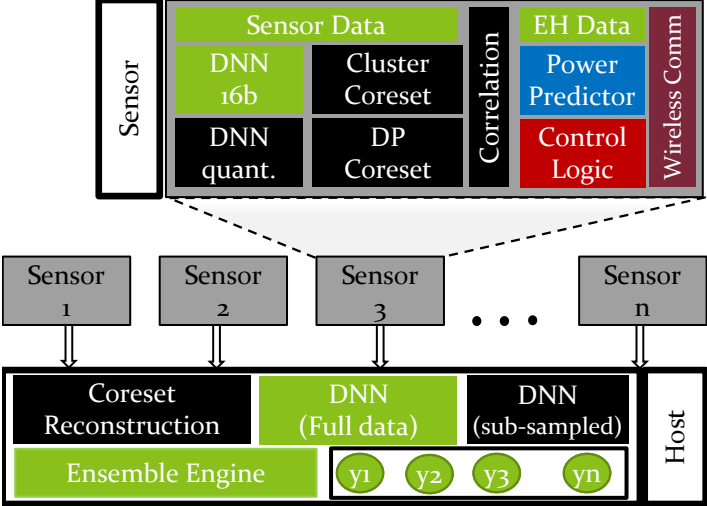 Sensor
Sensor Data
DNN
16b
Cluster
Coreset
DNN
quant.
DP
Coreset
Correlation
EH Data
Power
Predictor
Control
Logic
Wireless Comm
Sensor
1
Sensor
2
Sensor
3
• • •
Sensor
n
Coreset
Reconstruction
DNN
(Full data)
DNN
(sub-sampled)
Ensemble Engine
y1
y2
y3
yn
Host